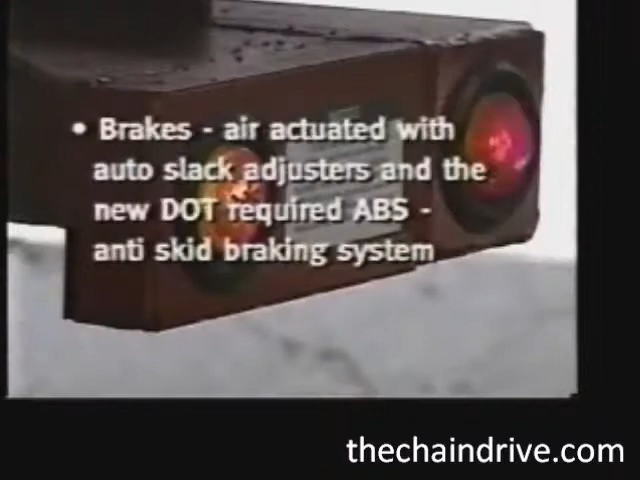 • Brakes - air actuated with
auto slack adjusters and the
new DOT required ABS -
anti skid braking system
thechaindrive.com